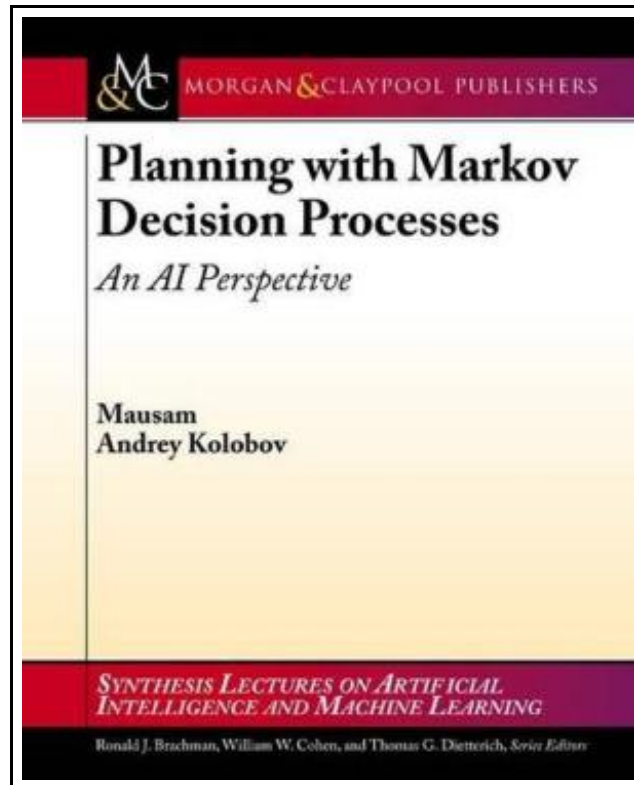 M&C MORGAN&CLAYPOOL PUBLISHERS
Planning with Markov
Decision Processes
An AI Perspective
Mausam
Andrey Kolobov
SYNTHESIS LECTURES ON ARTIFICIAL
INTELLIGENCE AND MACHINE LEARNING
Ronald J. Brachman, William W. Cohen, and Thomas G. Dietterich, Series Editors